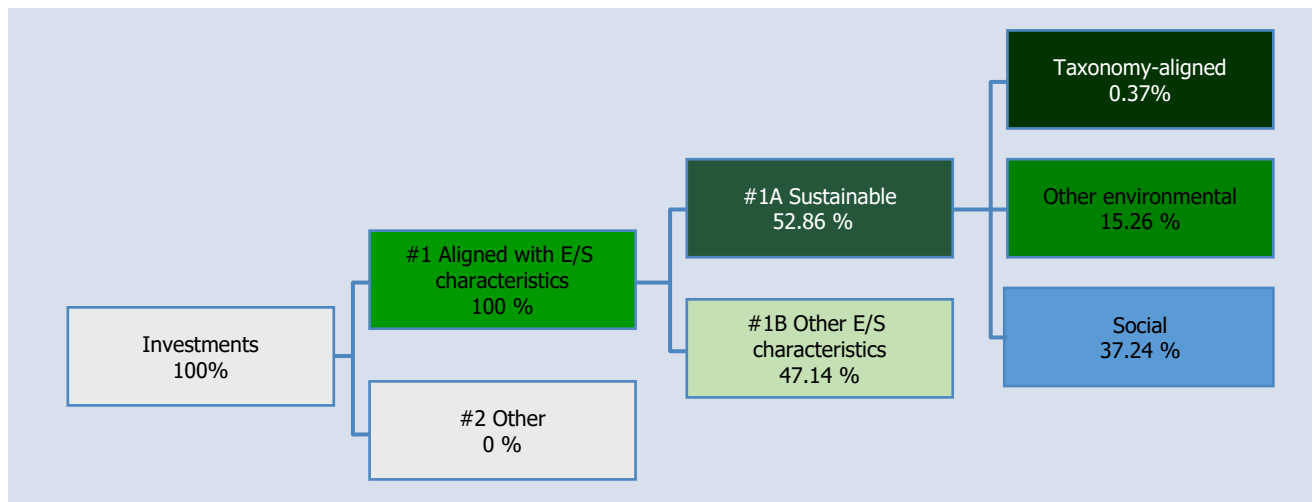 Investments
100%
#1 Aligned with E/S
characteristics
100 %
#2 Other
0 %
#1A Sustainable
52.86 %
#1B Other E/S
characteristics
47.14 %
Taxonomy-aligned
0.37%
Other environmental
15.26 %
Social
37.24 %